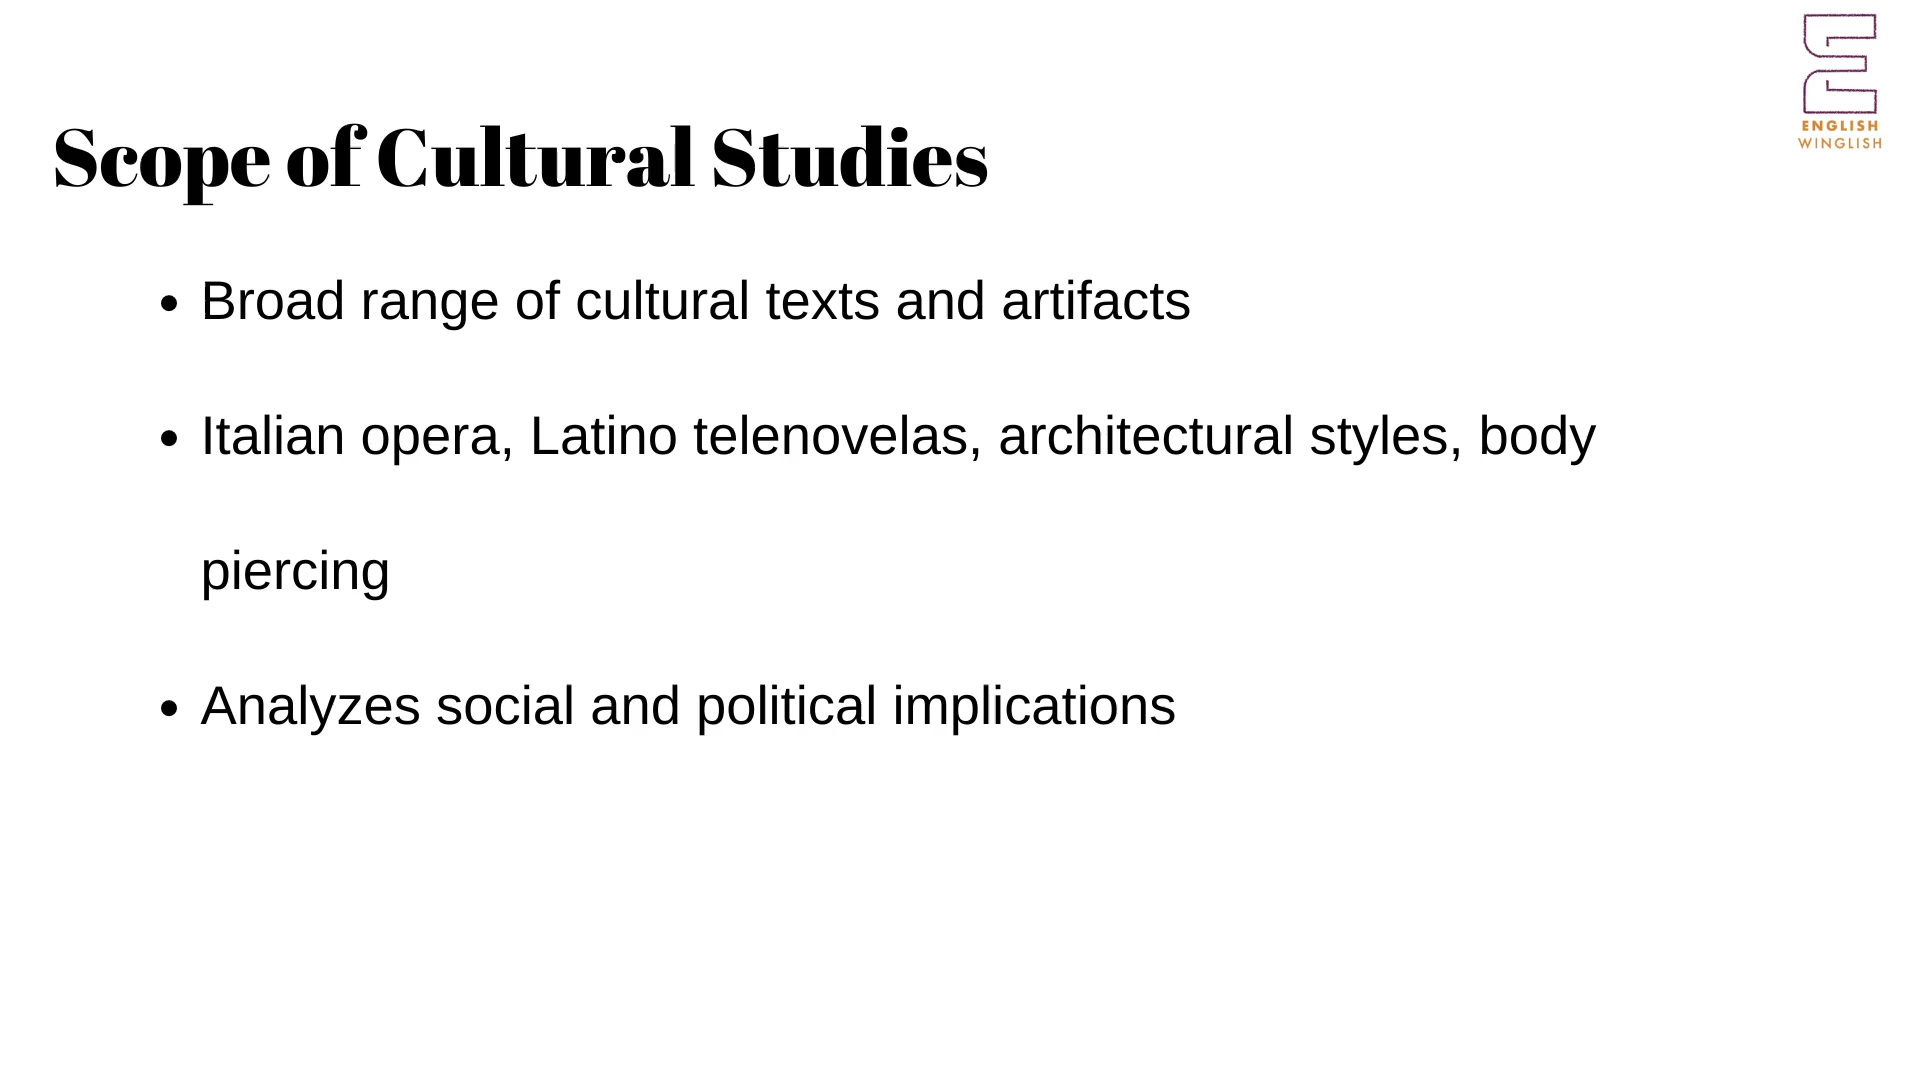 ENGLISH
WINGLISH
Scope of Cultural Studies
• Broad range of cultural texts and artifacts
• Italian opera, Latino telenovelas, architectural styles, body
piercing
• Analyzes social and political implications